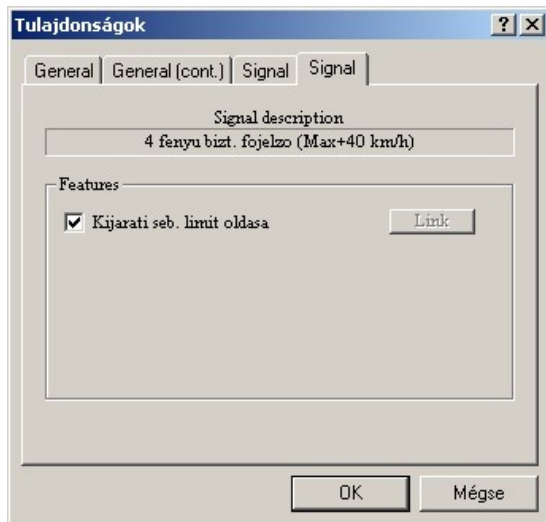 Tulajdonságok
General General (cont.) Signal Signal
Signal description
4 fenyu bizt. fojelzo (Max+40 km/h)
Features
Kijarati seb. limit oldasa Link
OK Mégse